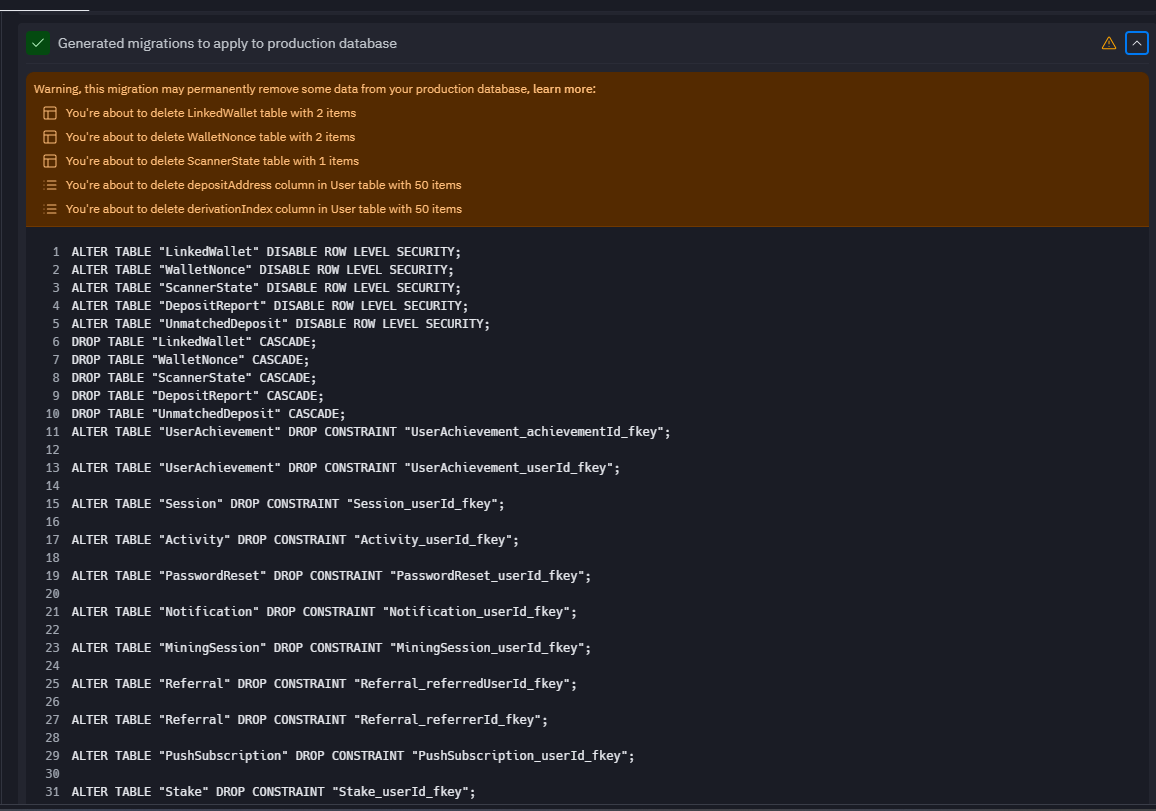 Generated migrations to apply to production database
Warning, this migration may permanently remove some data from your production database, learn more:
You're about to delete LinkedWallet table with 2 items
You're about to delete WalletNonce table with 2 items
You're about to delete ScannerState table with 1 items
You're about to delete depositAddress column in User table with 50 items
You're about to delete derivationIndex column in User table with 50 items
1 ALTER TABLE "LinkedWallet" DISABLE ROW LEVEL SECURITY;
2 ALTER TABLE "WalletNonce" DISABLE ROW LEVEL SECURITY;
3 ALTER TABLE "ScannerState" DISABLE ROW LEVEL SECURITY;
4 ALTER TABLE "DepositReport" DISABLE ROW LEVEL SECURITY;
5 ALTER TABLE "UnmatchedDeposit" DISABLE ROW LEVEL SECURITY;
6 DROP TABLE "LinkedWallet" CASCADE;
7 DROP TABLE "WalletNonce" CASCADE;
8 DROP TABLE "ScannerState" CASCADE;
9 DROP TABLE "DepositReport" CASCADE;
10 DROP TABLE "UnmatchedDeposit" CASCADE;
11 ALTER TABLE "UserAchievement" DROP CONSTRAINT "UserAchievement_achievementId_fkey";
12
13 ALTER TABLE "UserAchievement" DROP CONSTRAINT "UserAchievement_userId_fkey";
14
15 ALTER TABLE "Session" DROP CONSTRAINT "Session_userId_fkey";
16
17 ALTER TABLE "Activity" DROP CONSTRAINT "Activity_userId_fkey";
18
19 ALTER TABLE "PasswordReset" DROP CONSTRAINT "PasswordReset_userId_fkey";
20
21 ALTER TABLE "Notification" DROP CONSTRAINT "Notification_userId_fkey";
22
23 ALTER TABLE "MiningSession" DROP CONSTRAINT "MiningSession_userId_fkey";
24
25 ALTER TABLE "Referral" DROP CONSTRAINT "Referral_referredUserId_fkey";
26
27 ALTER TABLE "Referral" DROP CONSTRAINT "Referral_referrerId_fkey";
28
29 ALTER TABLE "PushSubscription" DROP CONSTRAINT "PushSubscription_userId_fkey";
30
31 ALTER TABLE "Stake" DROP CONSTRAINT "Stake_userId_fkey";